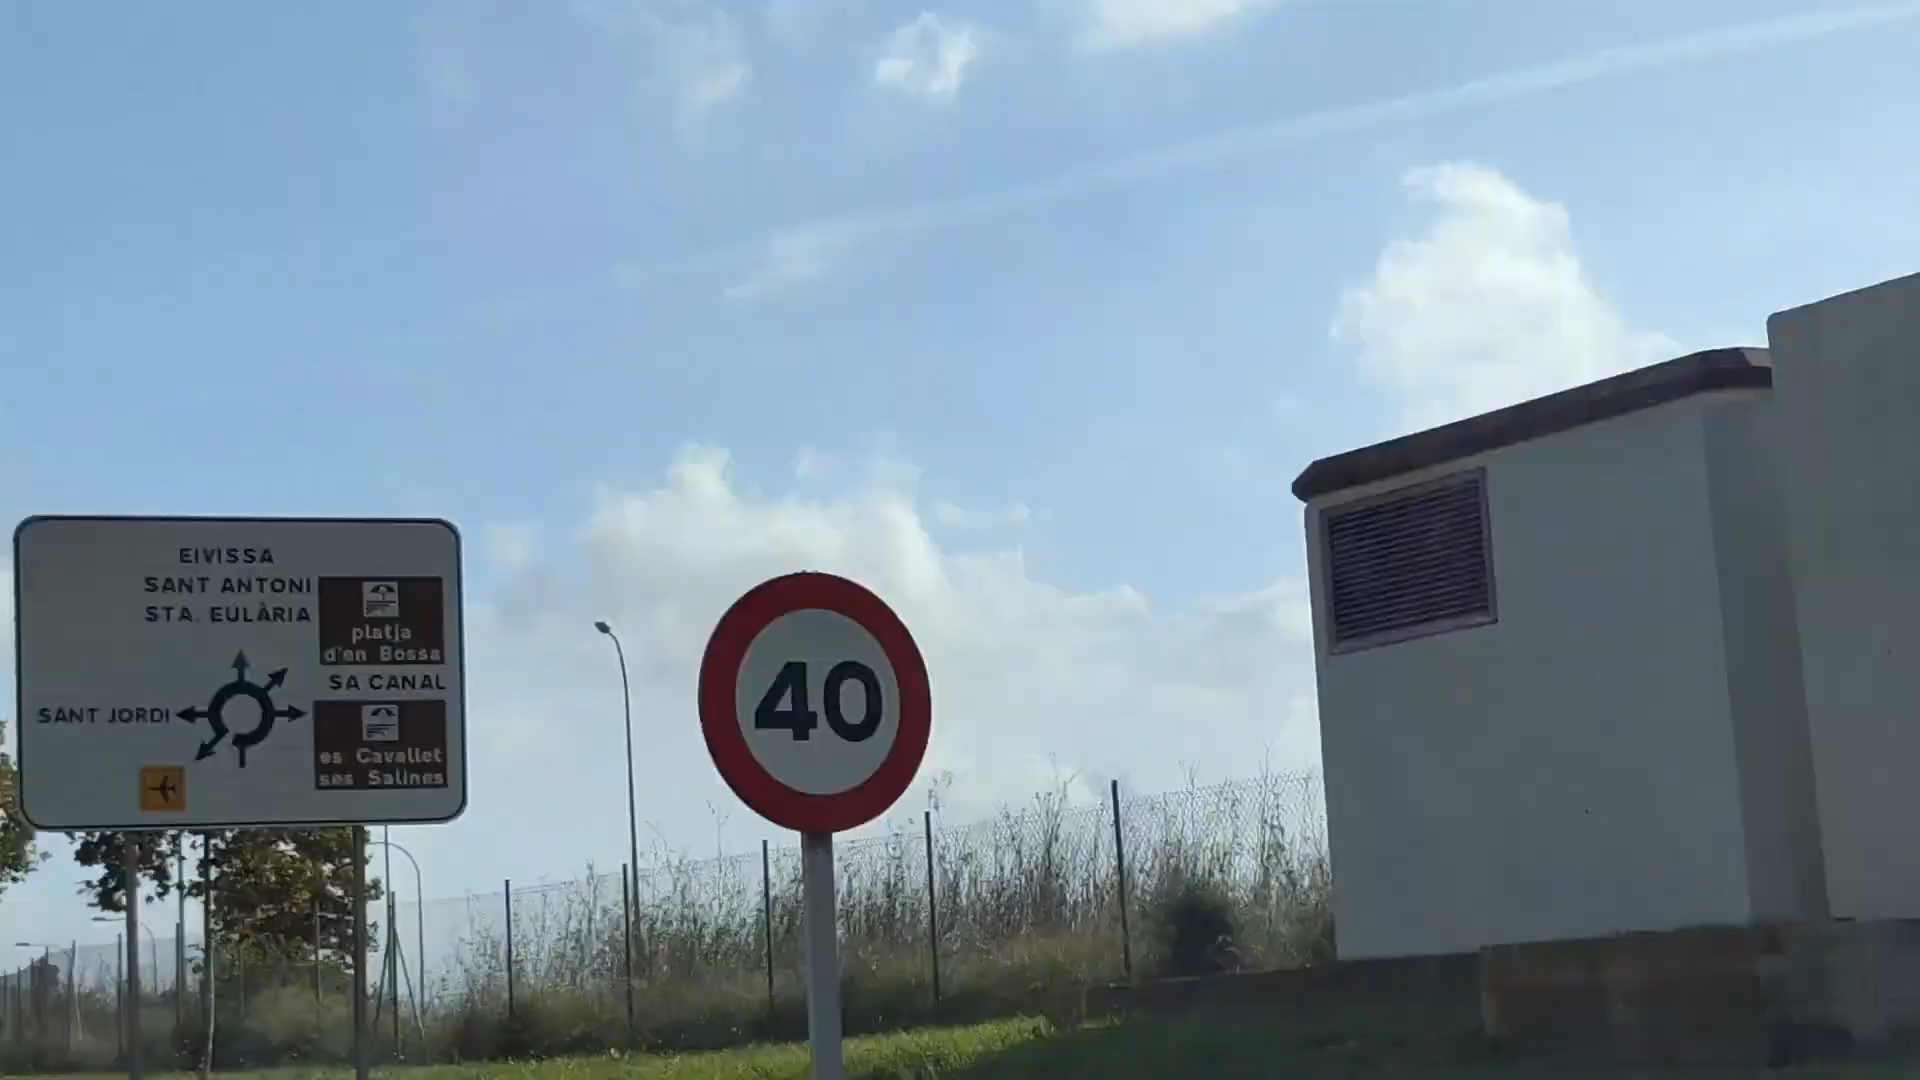 EIVISSA
SANT ANTONI
STA. EULÀRIA
platja
d'en Bossa
SA CANAL
SANT JORDI
es Cavallet
ses Salines
40